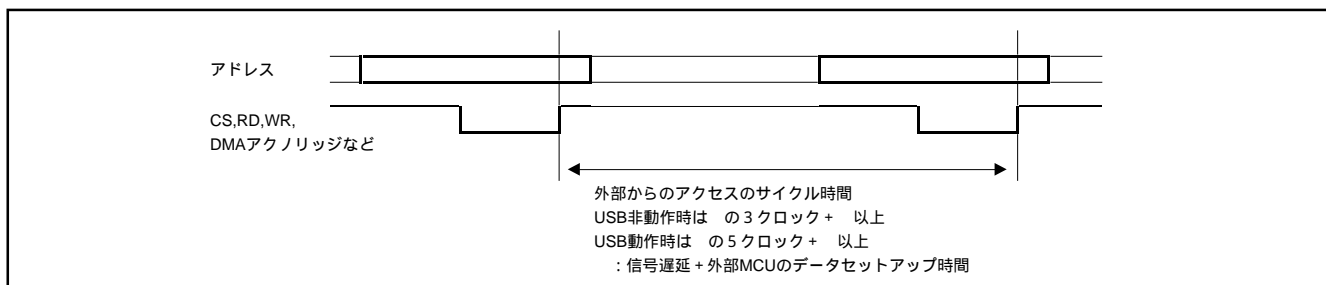 アドレス
CS,RD,WR,
DMAアクノリッジなど
外部からのアクセスのサイクル時間
USB非動作時は の3クロック+ 以上
USB動作時は の5クロック+ 以上
:信号遅延+外部MCUのデータセットアップ時間